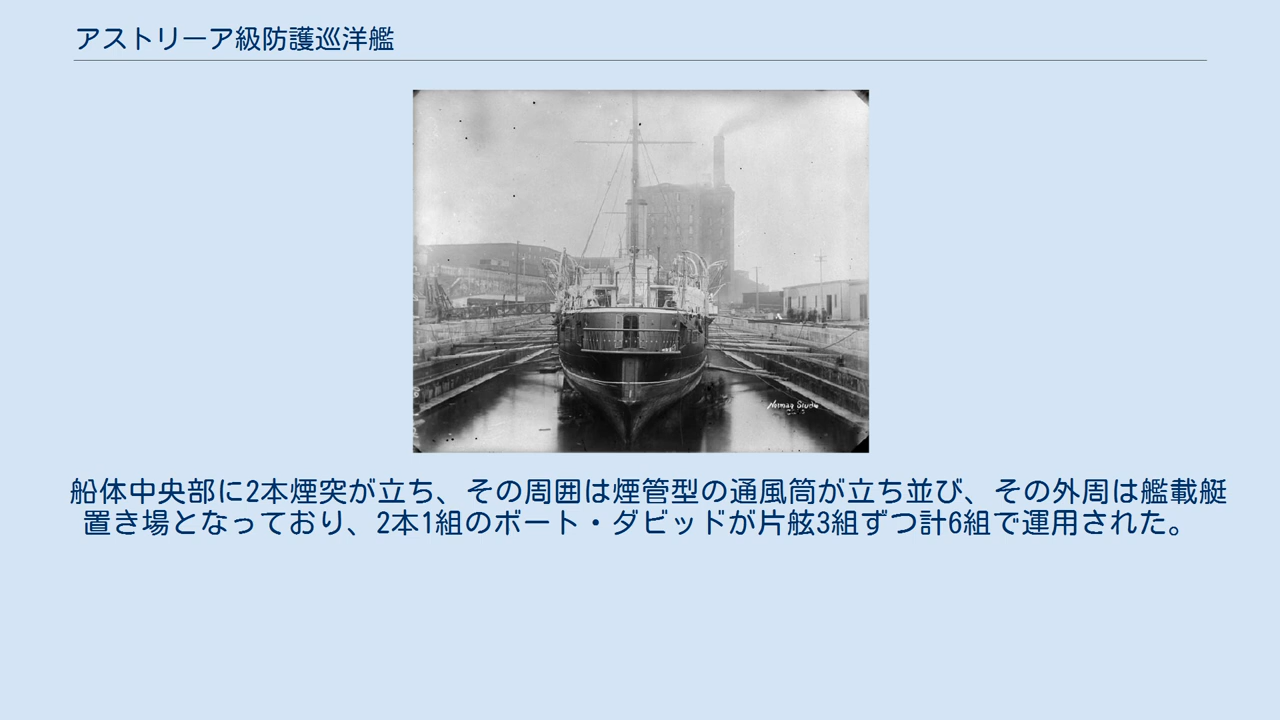 アストリーア級防護巡洋艦
Notman Studio
船体中央部に2本煙突が立ち、その周囲は煙管型の通風筒が立ち並び、その外周は艦載艇
置き場となっており、2本1組のボート・ダビッドが片舷3組ずつ計6組で運用された。